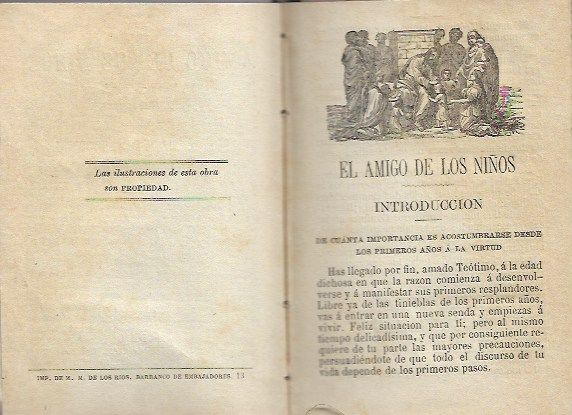 Las ilustraciones de esta obra
son PROPIEDAD.
IMP. DE M. M. DE LOS RIOS, BARRANCO DE EMBAJADORES, 13
EL AMIGO DE LOS NIÑOS
INTRODUCCION
DE CUANTA IMPORTANCIA ES ACOSTUMBRARSE DESDE
LOS PRIMEROS AÑOS Á LA VIRTUD
Has llegado por fin, amado Teótimo, á la edad
dichosa en que la razon comienza á desenvol-
verse y á manifestar sus primeros resplandores.
Libre ya de las tinieblas de los primeros años,
vas á entrar en una nueva senda y empiezas á
vivir. Feliz situacion para tí; pero al mismo
tiempo delicadísima, y que por consiguiente re-
quiere de tu parte las mayores precauciones,
persuadiéndote de que todo el discurso de tu
vida depende de los primeros pasos.